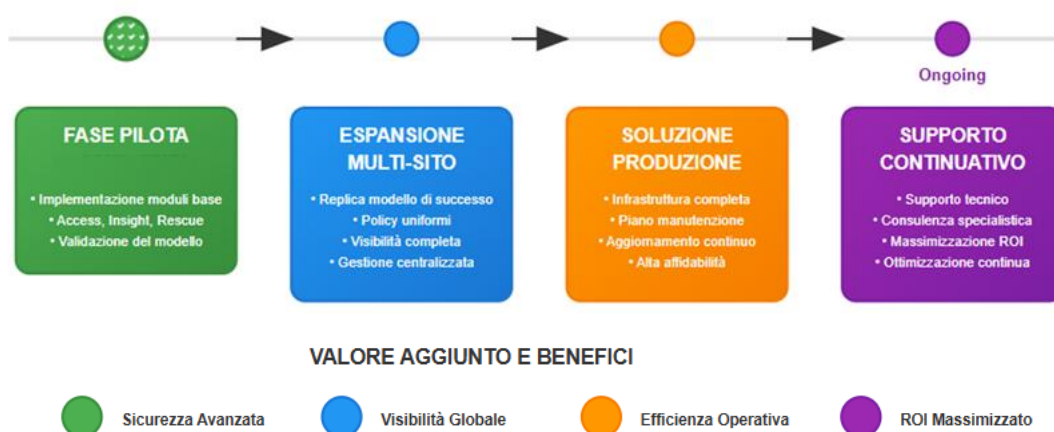 Ongoing
FASE PILOTA
• Implementazione moduli base
• Access, Insight, Rescue
• Validazione del modello
ESPANSIONE
MULTI-SITO
• Replica modello di successo
• Policy uniformi
• Visibilità completa
• Gestione centralizzata
SOLUZIONE
PRODUZIONE
• Infrastruttura completa
• Piano manutenzione
• Aggiornamento continuo
• Alta affidabilità
SUPPORTO
CONTINUATIVO
• Supporto tecnico
• Consulenza specialistica
• Massimizzazione ROI
• Ottimizzazione continua
VALORE AGGIUNTO E BENEFICI
Sicurezza Avanzata
Visibilità Globale
Efficienza Operativa
ROI Massimizzato